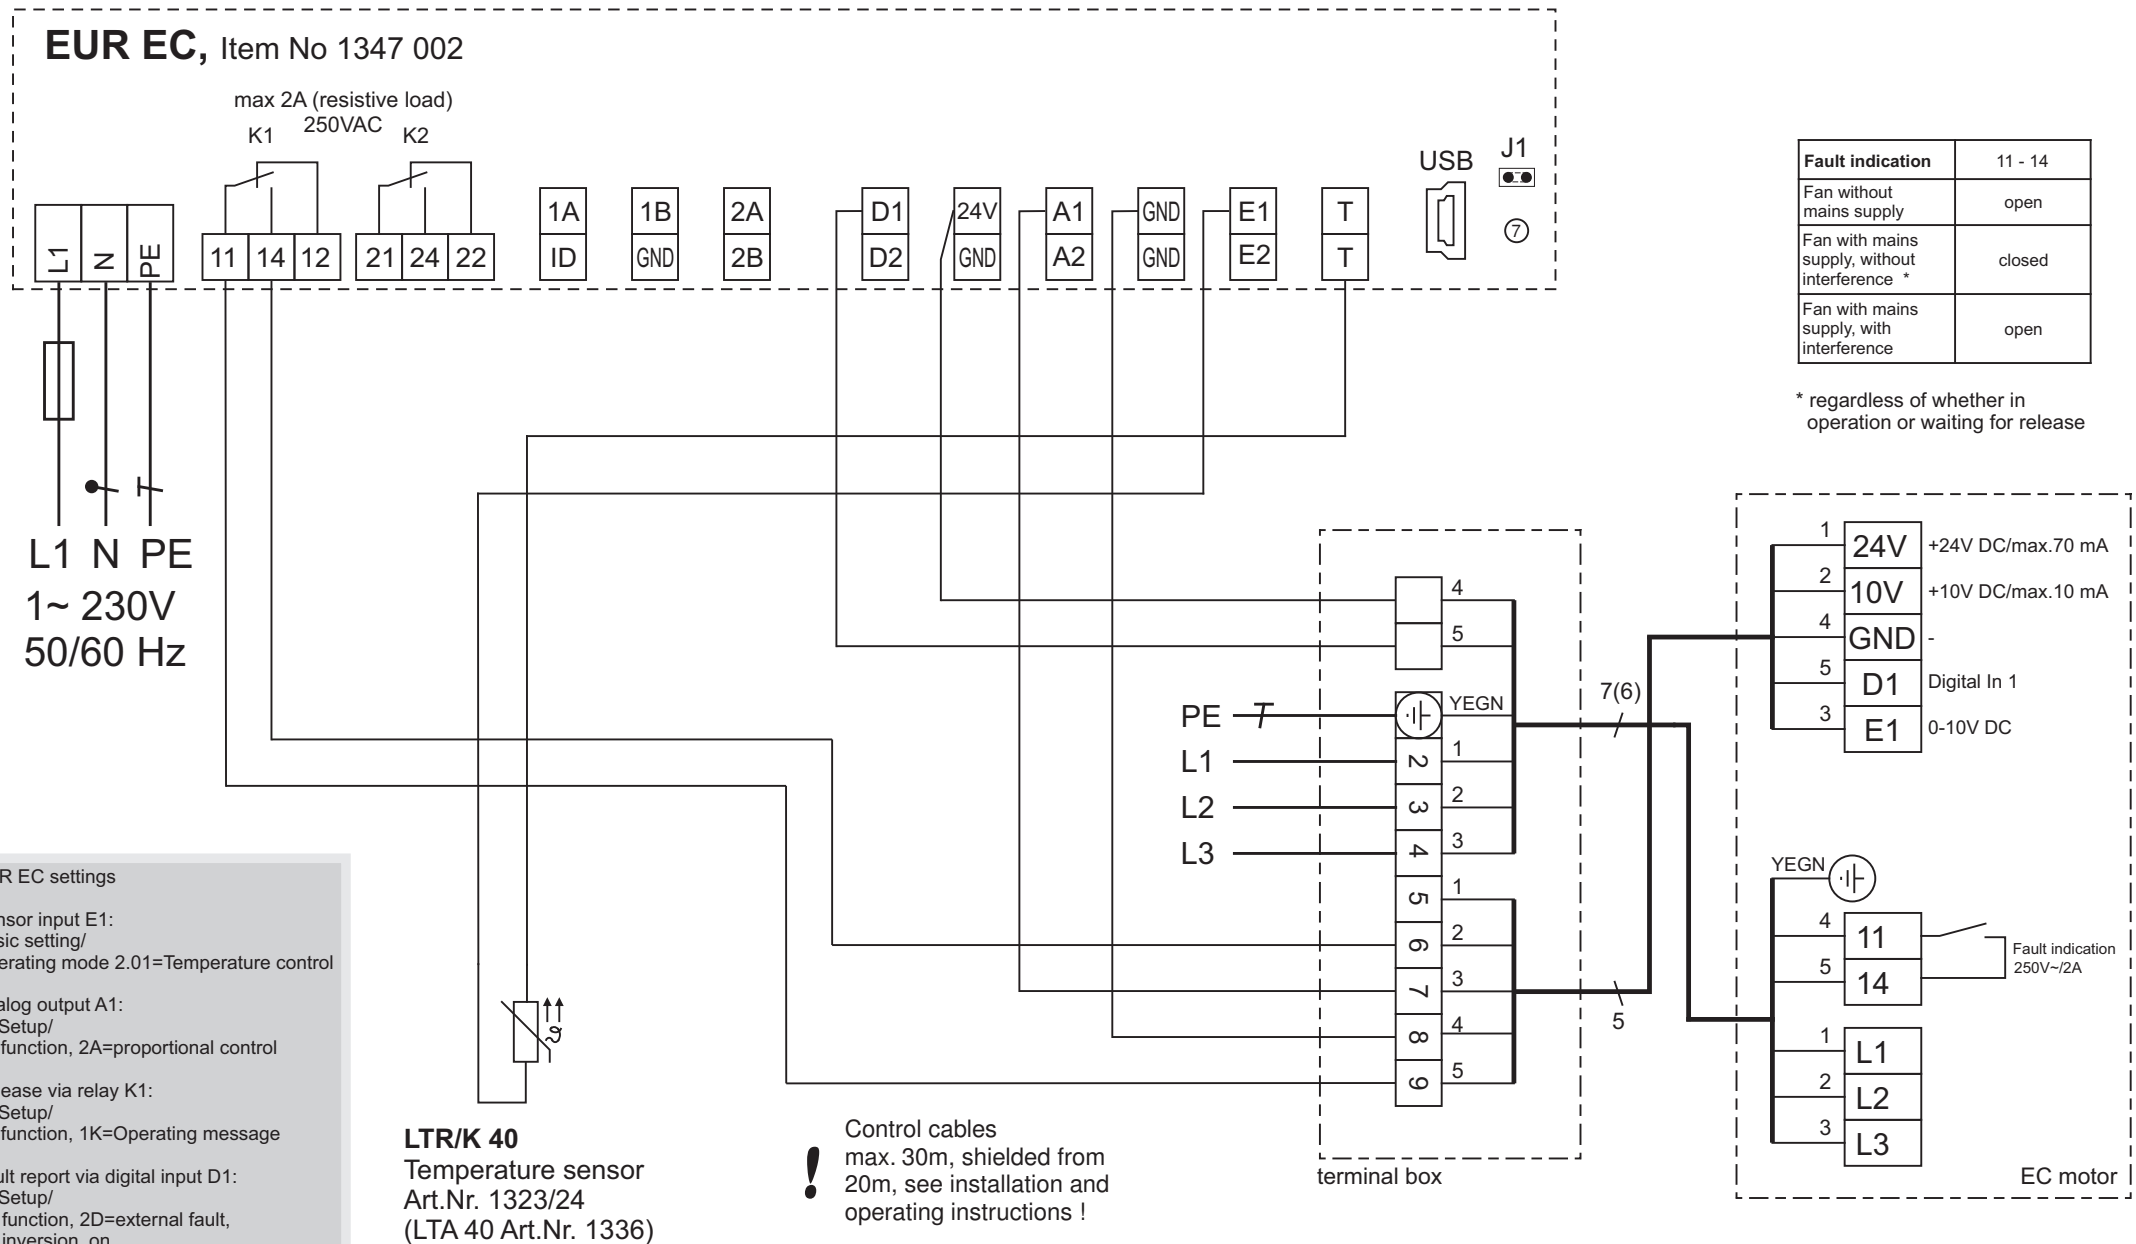 EUR EC, Item No 1347 002
max 2A (resistive load)
250VAC
K1
K2
L1
N
PE
11
14
12
21
24
22
1A
ID
1B
GND
2A
2B
D1
D2
24V
GND
A1
A2
GND
GND
E1
E2
T
T
USB
J1
7
Fault indication 11 - 14
Fan without
mains supply
open
Fan with mains
supply, without
interference *
closed
Fan with mains
supply, with
interference
open
* regardless of whether in
operation or waiting for release
L1 N PE
1~ 230V
50/60 Hz
4
5
YEGN
PE
L1
L2
L3
2
3
4
5
6
7
8
9
1
2
3
1
2
3
4
5
7(6)
5
terminal box
1 24V +24V DC/max.70 mA
2 10V +10V DC/max.10 mA
4 GND -
5 D1 Digital In 1
3 E1 0-10V DC
YEGN
4 11
5 14
Fault indication
250V~/2A
1 L1
2 L2
3 L3
EC motor
R EC settings
nsor input E1:
sic setting/
erating mode 2.01=Temperature control
alog output A1:
Setup/
function, 2A=proportional control
lease via relay K1:
Setup/
function, 1K=Operating message
ult report via digital input D1:
Setup/
function, 2D=external fault,
inversion, on
LTR/K 40
Temperature sensor
Art.Nr. 1323/24
(LTA 40 Art.Nr. 1336)
!
Control cables
max. 30m, shielded from
20m, see installation and
operating instructions !